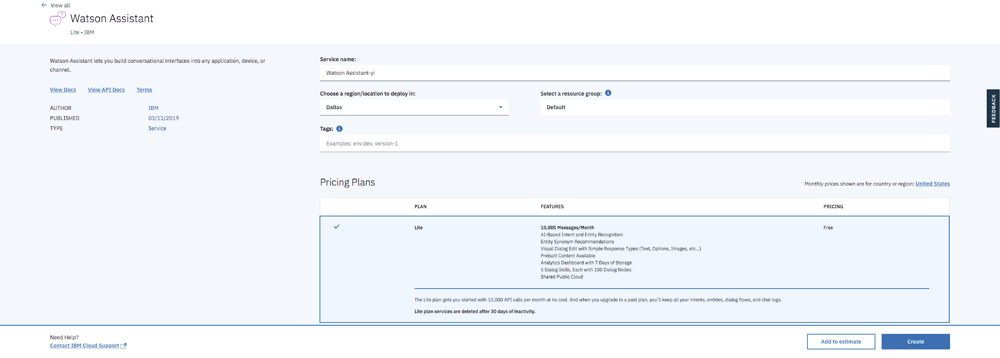 View all
Watson Assistant
Lite • IBM
Watson Assistant lets you build conversational interfaces into any application, device, or
channel.
View Docs View API Docs Terms
AUTHOR IBM
PUBLISHED 03/11/2019
TYPE Service
Service name:
Watson Assistant-yi
Choose a region/location to deploy in:
Dallas
Select a resource group:
Default
Tags:
Examples: env:dev, version-1
Pricing Plans
Monthly prices shown are for country or region: United States
PLAN FEATURES PRICING
Lite 10,000 Messages/Month Free
AI-Based Intent and Entity Recognition
Entity Synonym Recommendations
Visual Dialog Edit with Simple Response Types (Text, Options, Images, etc...)
Prebuilt Content Available
Analytics Dashboard with 7 Days of Storage
5 Dialog Skills, Each with 100 Dialog Nodes
Shared Public Cloud
The Lite plan gets you started with 10,000 API calls per month at no cost. And when you upgrade to a paid plan, you'll keep all your intents, entities, dialog flows, and chat logs.
Lite plan services are deleted after 30 days of inactivity.
FEEDBACK
Need Help?
Contact IBM Cloud Support
Add to estimate
Create